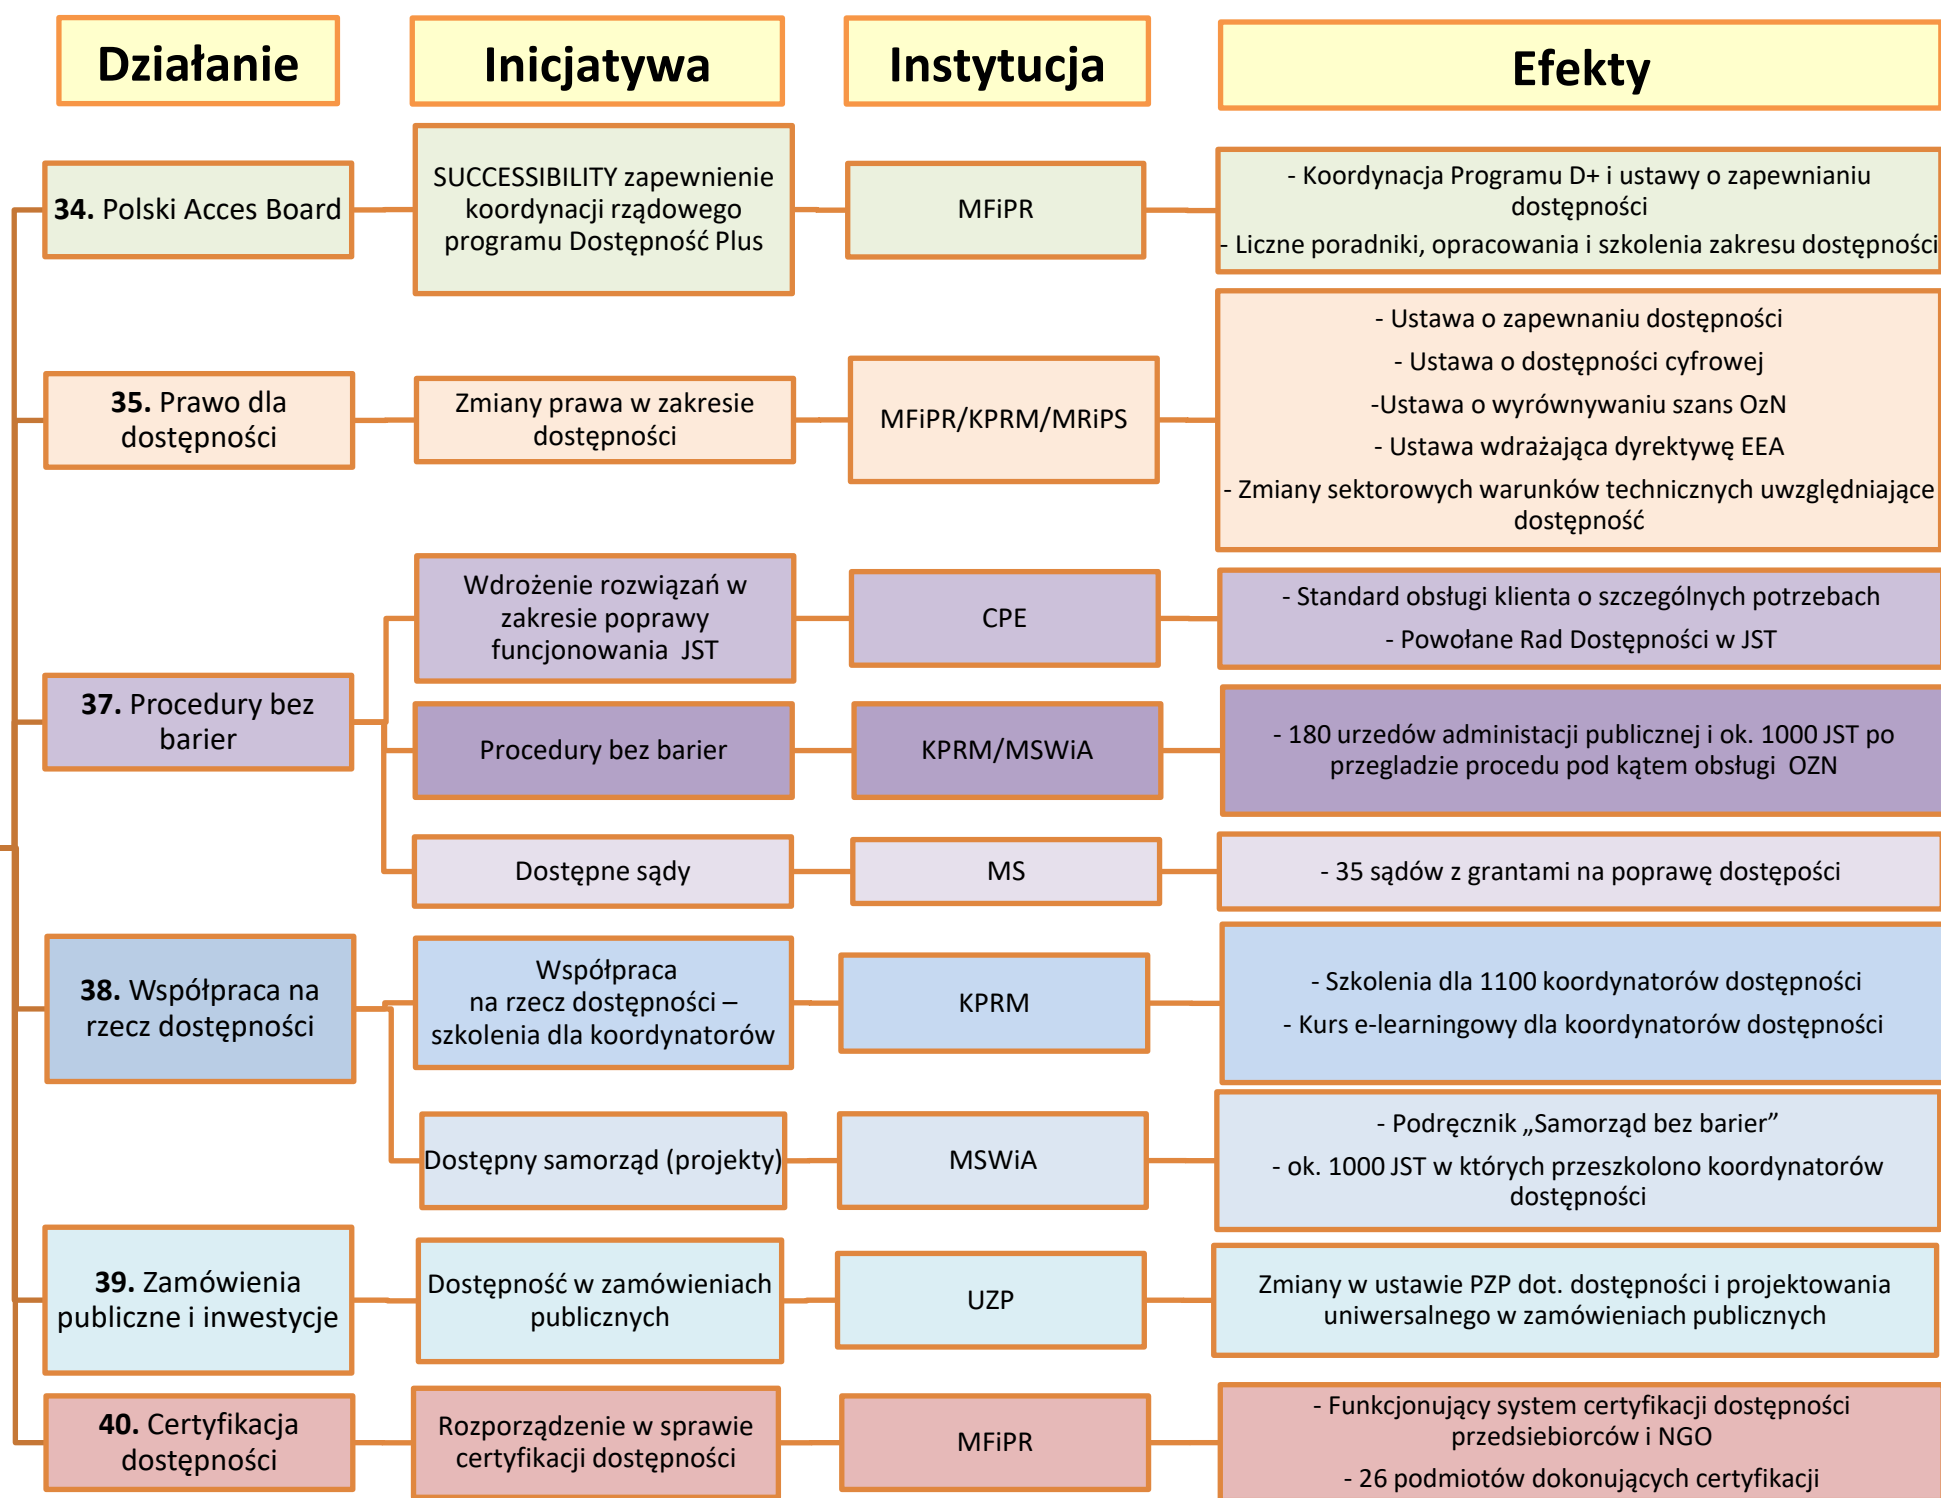 Działanie
Inicjatywa
Instytucja
Efekty
34. Polski Acces Board
SUCCESSIBILITY zapewnienie
koordynacji rządowego
programu Dostępność Plus
MFiPR
- Koordynacja Programu D+ i ustawy o zapewnianiu
dostępności
- Liczne poradniki, opracowania i szkolenia zakresu dostępności
35. Prawo dla
dostępności
Zmiany prawa w zakresie
dostępności
MFiPR/KPRM/MRiPS
- Ustawa o zapewnaniu dostępności
- Ustawa o dostępności cyfrowej
-Ustawa o wyrównywaniu szans OzN
- Ustawa wdrażająca dyrektywę EEA
- Zmiany sektorowych warunków technicznych uwzględniające
dostępność
37. Procedury bez
barier
Wdrożenie rozwiązań w
zakresie poprawy
funcjonowania JST
CPE
- Standard obsługi klienta o szczególnych potrzebach
- Powołane Rad Dostępności w JST
Procedury bez barier
KPRM/MSWiA
- 180 urzedów administacji publicznej i ok. 1000 JST po
przegladzie procedu pod kątem obsługi OZN
Dostępne sądy
MS
- 35 sądów z grantami na poprawę dostępości
38. Współpraca na
rzecz dostępności
Współpraca
na rzecz dostępności –
szkolenia dla koordynatorów
KPRM
- Szkolenia dla 1100 koordynatorów dostępności
- Kurs e-learningowy dla koordynatorów dostępności
Dostępny samorząd (projekty)
MSWiA
- Podręcznik „Samorząd bez barier”
- ok. 1000 JST w których przeszkolono koordynatorów
dostępności
39. Zamówienia
publiczne i inwestycje
Dostępność w zamówieniach
publicznych
UZP
Zmiany w ustawie PZP dot. dostępności i projektowania
uniwersalnego w zamówieniach publicznych
40. Certyfikacja
dostępności
Rozporządzenie w sprawie
certyfikacji dostępności
MFiPR
- Funkcjonujący system certyfikacji dostępności
przedsiebiorców i NGO
- 26 podmiotów dokonujących certyfikacji